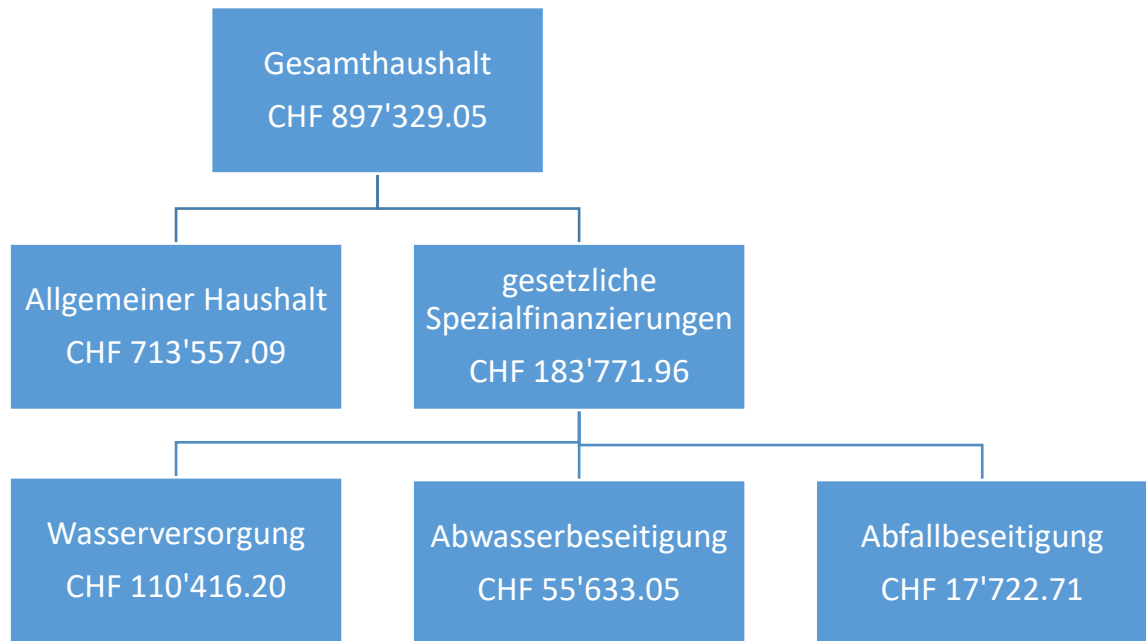 Gesamthaushalt
CHF 897'329.05
Allgemeiner Haushalt
CHF 713'557.09
gesetzliche
Spezialfinanzierungen
CHF 183'771.96
Wasserversorgung
CHF 110'416.20
Abwasserbeseitigung
CHF 55'633.05
Abfallbeseitigung
CHF 17'722.71